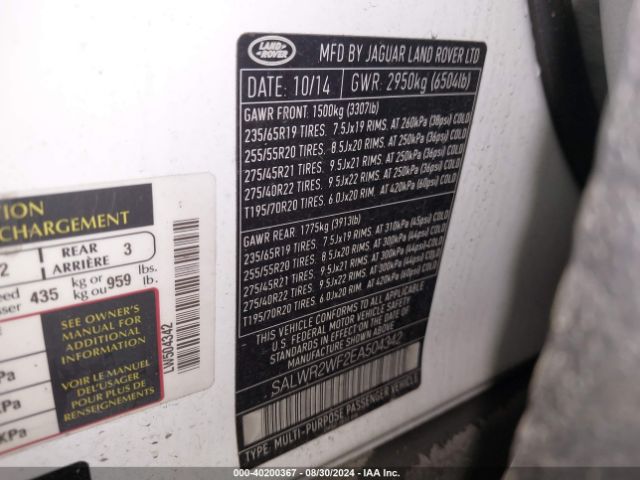 LAND
ROVER
MFD BY JAGUAR LAND ROVER LTD
DATE: 10/14
GWR: 2950kg (6504lb)
GAWR FRONT. 1500kg (3307lb)
235/65R19 TIRES. 7.5Jx19 RIMS. AT 260kPa (38psi) COLD
255/55R20 TIRES. 8.5Jx20 RIMS. AT 250kPa (36psi) COLD
275/45R21 TIRES. 9.5Jx21 RIMS. AT 250kPa (36psi) COLD
275/40R22 TIRES. 9.5Jx22 RIMS. AT 250kPa (36psi) COLD
T195/70R20 TIRES. 6.0Jx20 RIM. AT 420kPa (60psi) COLD
GAWR REAR. 1775kg (3913lb)
235/65R19 TIRES. 7.5Jx19 RIMS. AT 310kPa (45psi) COLD
255/55R20 TIRES. 8.5Jx20 RIMS. AT 300kPa (44psi) COLD
275/45R21 TIRES. 9.5Jx21 RIMS. AT 300kPa (44psi) COLD
275/40R22 TIRES. 9.5Jx22 RIMS. AT 300kPa (44psi) COLD
T195/70R20 TIRES. 6.0Jx20 RIM. AT 420kPa (60psi) COLD
THIS VEHICLE CONFORMS TO ALL APPLICABLE
U.S FEDERAL MOTOR VEHICLE SAFETY
STANDARDS IN EFFECT ON THE DATE OF
MANUFACTURE SHOWN ABOVE.
SALWR2WF2EA504342
TYPE: MULTI-PURPOSE PASSENGER VEHICLE
TION
CHARGEMENT
2
REAR
ARRIÈRE
3
435
kg or
kg ou
959
lbs.
lb.
SEE OWNER'S
MANUAL FOR
ADDITIONAL
INFORMATION
VOIR LE MANUEL
DE L'USAGER
POUR PLUS DE
RENSEIGNEMENTS
LW504342
kPa
000-40200367 - 08/30/2024 - IAA Inc.